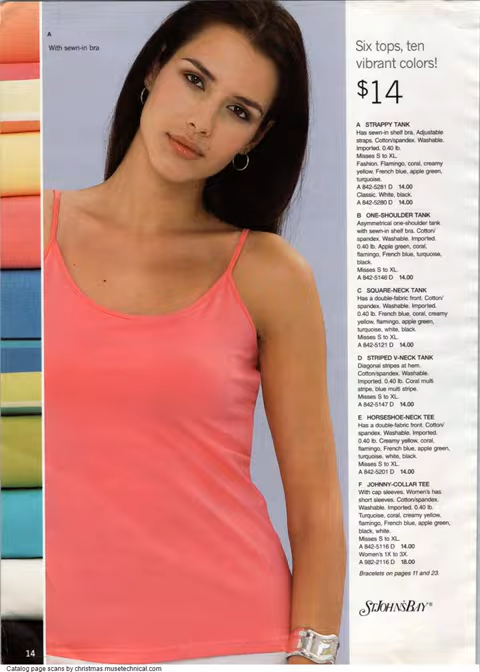 A
With sewn-in bra
Six tops, ten
vibrant colors!
$14
A STRAPPY TANK
Has sewn-in shelf bra. Adjustable
straps. Cotton/spandex. Washable.
Imported. 0.40 lb.
Misses S to XL.
Fashion. Flamingo, coral, creamy
yellow, French blue, apple green,
turquoise.
A 842-5281 D 14.00
Classic. White, black.
A 842-5280 D 14.00
B ONE-SHOULDER TANK
Asymmetrical one-shoulder tank
with sewn-in shelf bra. Cotton/
spandex. Washable. Imported.
0.40 lb. Apple green, coral,
flamingo, French blue, turquoise,
black.
Misses S to XL.
A 842-5146 D 14.00
C SQUARE-NECK TANK
Has a double-fabric front. Cotton/
spandex. Washable. Imported.
0.40 lb. French blue, coral, creamy
yellow, flamingo, apple green,
turquoise, white, black.
Misses S to XL.
A 842-5121 D 14.00
D STRIPED V-NECK TANK
Diagonal stripes at hem.
Cotton/spandex. Washable.
Imported. 0.40 lb. Coral multi
stripe, blue multi stripe.
Misses S to XL.
A 842-5147 D 14.00
E HORSESHOE-NECK TEE
Has a double-fabric front. Cotton/
spandex. Washable. Imported.
0.40 lb. Creamy yellow, coral,
flamingo, French blue, apple green,
turquoise, white, black.
Misses S to XL.
A 842-5201 D 14.00
F JOHNNY-COLLAR TEE
With cap sleeves. Women's has
short sleeves. Cotton/spandex.
Washable. Imported. 0.40 lb.
Turquoise, coral, creamy yellow,
flamingo, French blue, apple green,
black, white.
Misses S to XL.
A 842-5116 D 14.00
Women's 1X to 3X.
A 982-2116 D 18.00
Bracelets on pages 11 and 23.
ST. JOHN'S BAY®
14
Catalog page scans by christmas.musetechnical.com